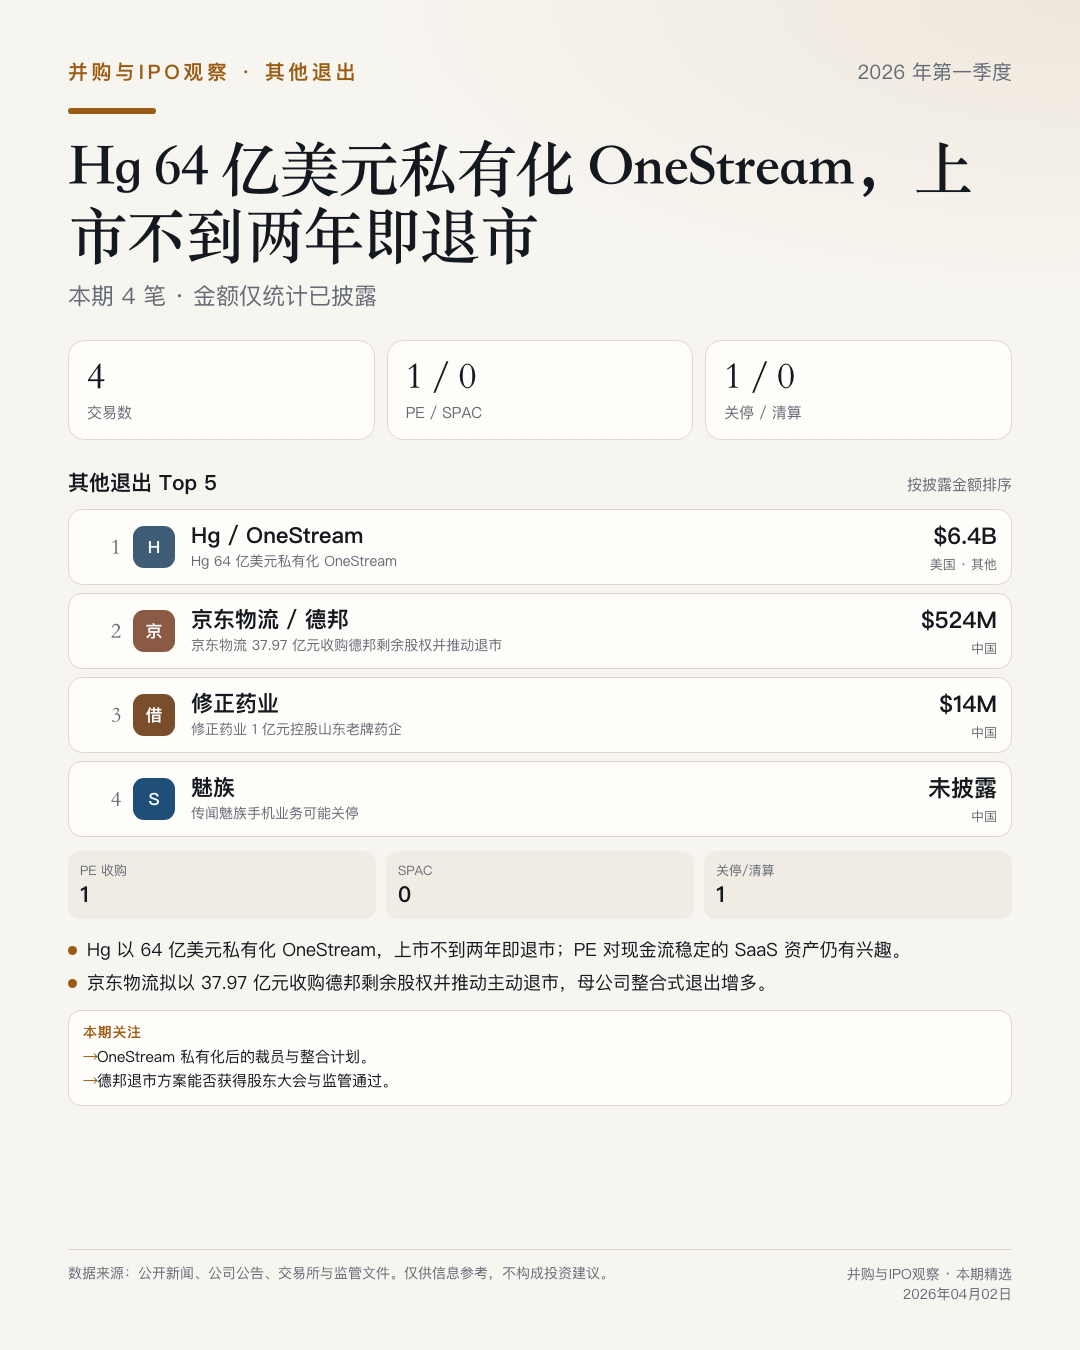 并购与IPO观察 · 其他退出
2026 年第一季度
Hg 64 亿美元私有化 OneStream，上
市不到两年即退市
本期 4 笔 · 金额仅统计已披露
4
交易数
1 / 0
PE / SPAC
1 / 0
关停 / 清算
其他退出 Top 5
按披露金额排序
1
H
Hg / OneStream
Hg 64 亿美元私有化 OneStream
$6.4B
美国 · 其他
2
京
京东物流 / 德邦
京东物流 37.97 亿元收购德邦剩余股权并推动退市
$524M
中国
3
借
修正药业
修正药业 1 亿元控股山东老牌药企
$14M
中国
4
S
魅族
传闻魅族手机业务可能关停
未披露
中国
PE 收购
1
SPAC
0
关停/清算
1
Hg 以 64 亿美元私有化 OneStream，上市不到两年即退市；PE 对现金流稳定的 SaaS 资产仍有兴趣。
京东物流拟以 37.97 亿元收购德邦剩余股权并推动主动退市，母公司整合式退出增多。
本期关注
→OneStream 私有化后的裁员与整合计划。
→德邦退市方案能否获得股东大会与监管通过。
数据来源：公开新闻、公司公告、交易所与监管文件。仅供信息参考，不构成投资建议。
并购与IPO观察 · 本期精选
2026年04月02日